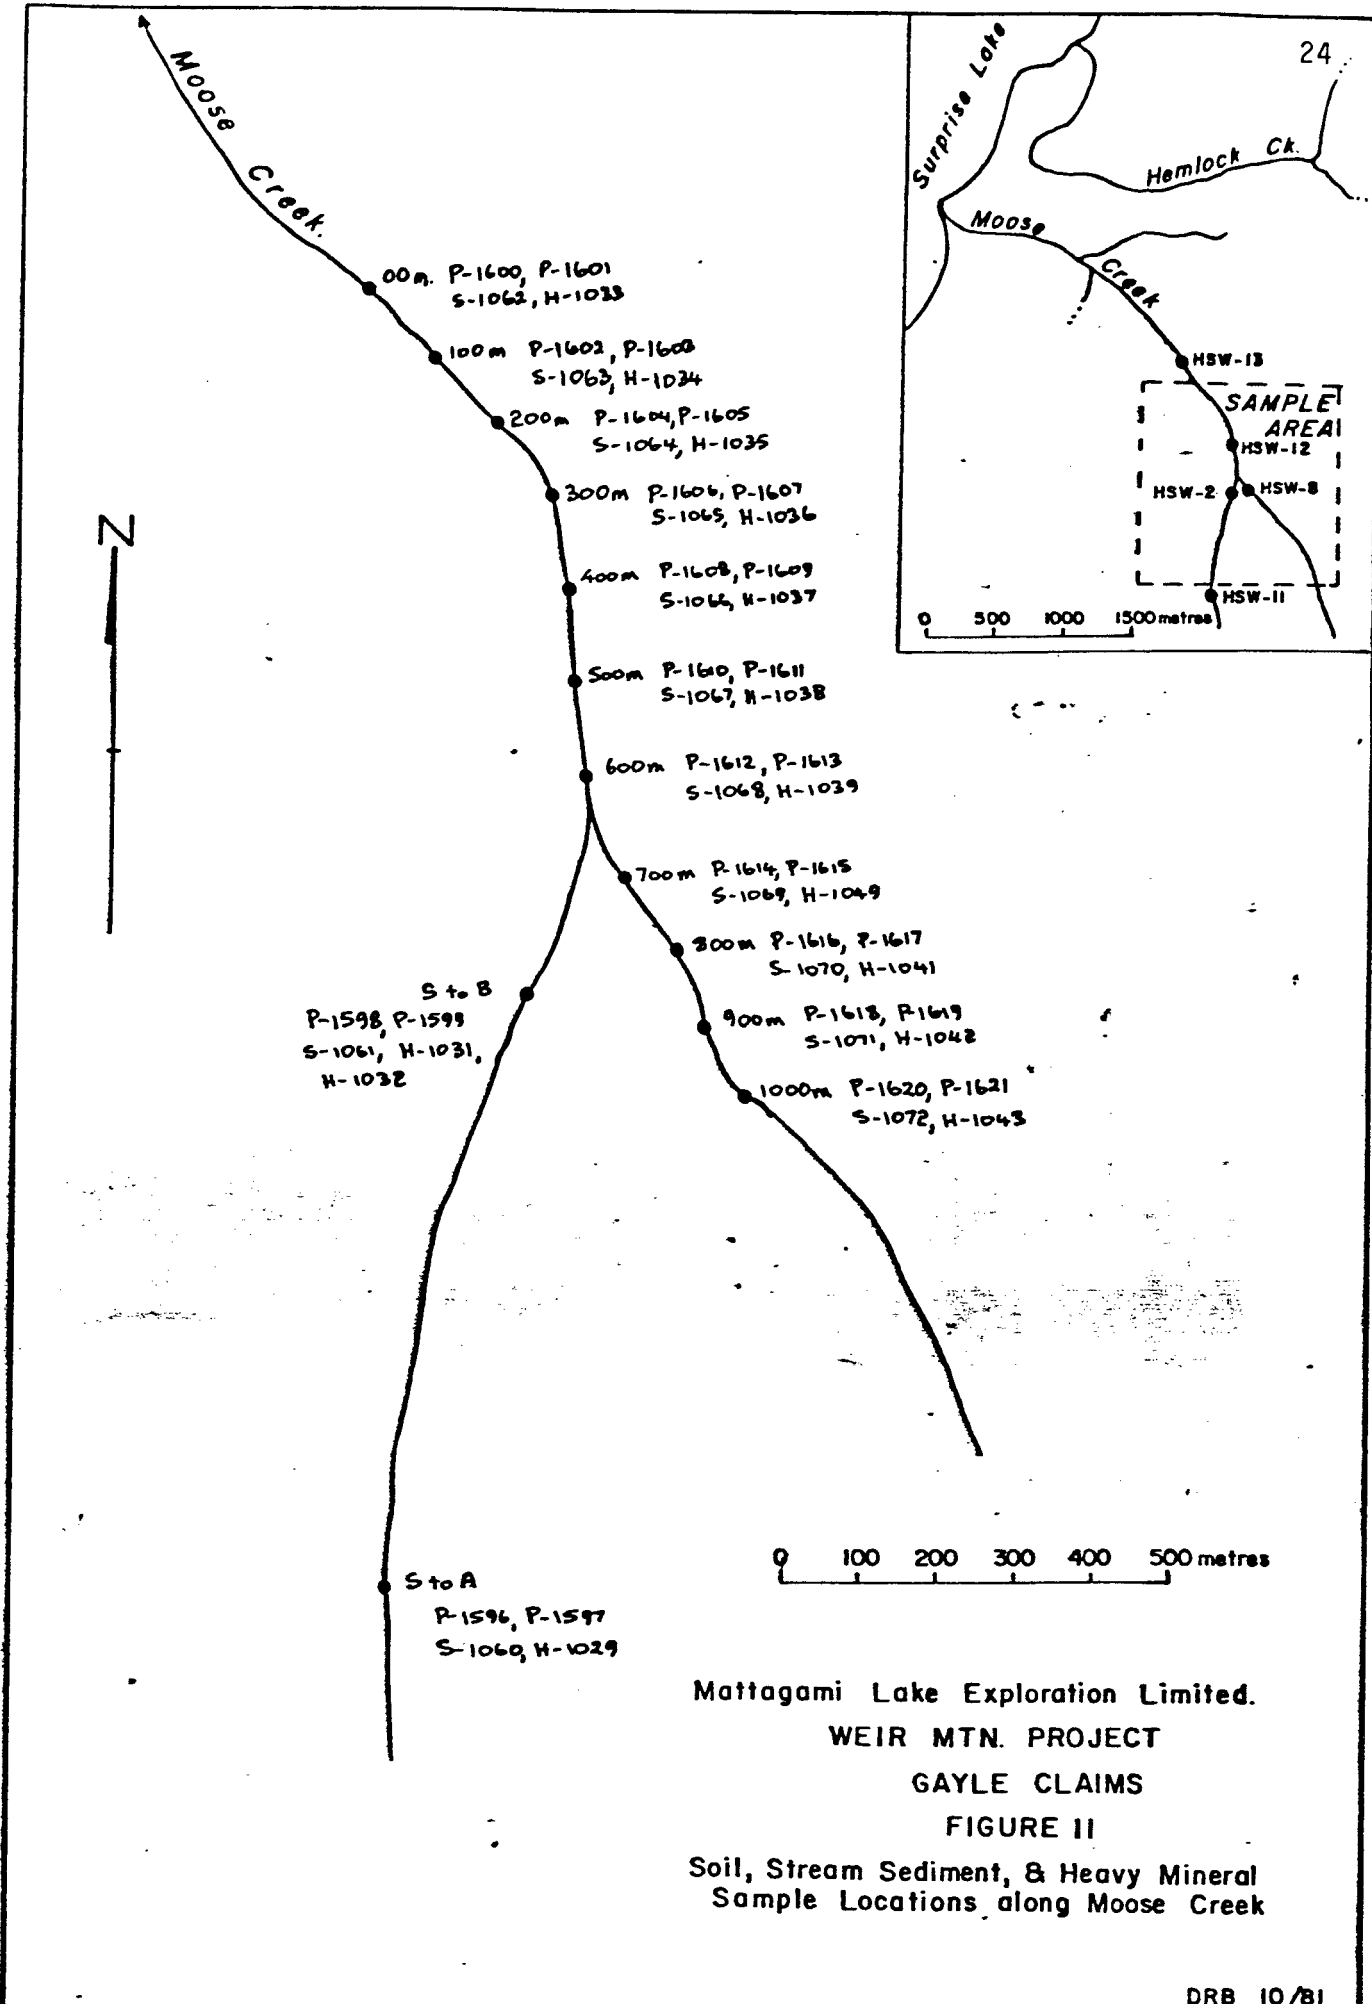 24
Surprise Lake
Hemlock Ck.
Moose Creek
HSW-13
SAMPLE
AREA
HSW-12
HSW-2
HSW-8
HSW-11
0 500 1000 1500 metres
Moose Creek.
00m. P-1600, P-1601
S-1062, H-1033
100m P-1602, P-1603
S-1063, H-1034
200m P-1604, P-1605
S-1064, H-1035
300m P-1606, P-1607
S-1065, H-1036
N
400m P-1608, P-1609
S-1066, H-1037
500m P-1610, P-1611
S-1067, H-1038
600m P-1612, P-1613
S-1068, H-1039
700m P-1614, P-1615
S-1069, H-1049
800m P-1616, P-1617
S-1070, H-1041
S to B
P-1598, P-1599
S-1061, H-1031,
H-1032
900m P-1618, P-1619
S-1071, H-1042
1000m P-1620, P-1621
S-1072, H-1043
0 100 200 300 400 500 metres
S to A
P-1596, P-1597
S-1060, H-1029
Mattagami Lake Exploration Limited.
WEIR MTN. PROJECT
GAYLE CLAIMS
FIGURE 11
Soil, Stream Sediment, & Heavy Mineral
Sample Locations along Moose Creek
DRB 10/81